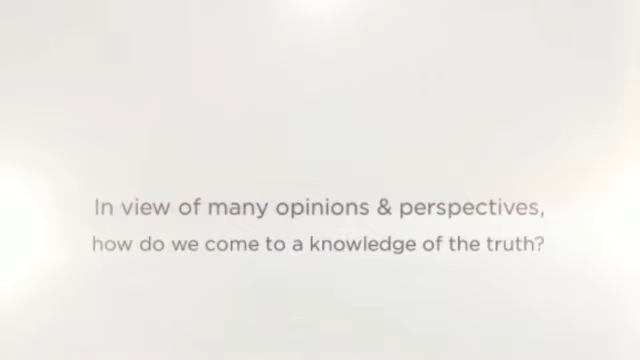 In view of many opinions & perspectives,
how do we come to a knowledge of the truth?